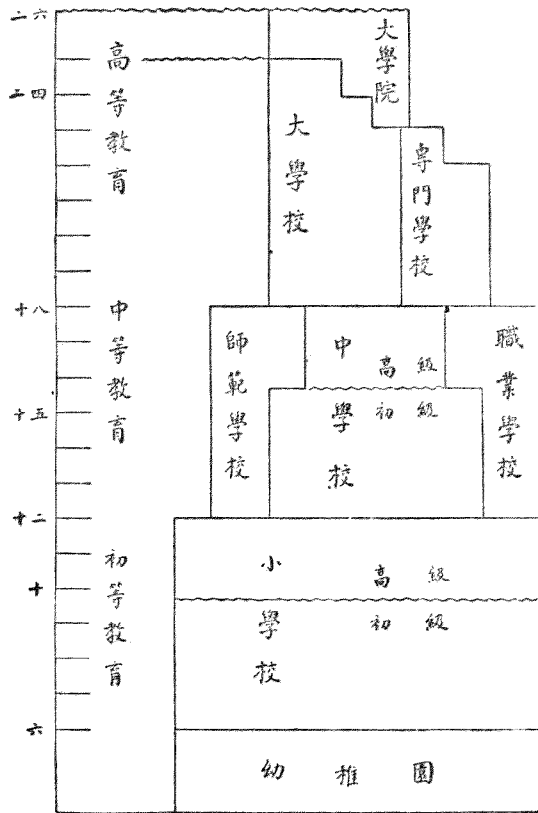 二六
二四
十八
十五
十二
十
六
高等教育
中等教育
初等教育
大學院
大學校
専門學校
師範學校
中學校
高級
初級
職業學校
小學校
高級
初級
幼稚園